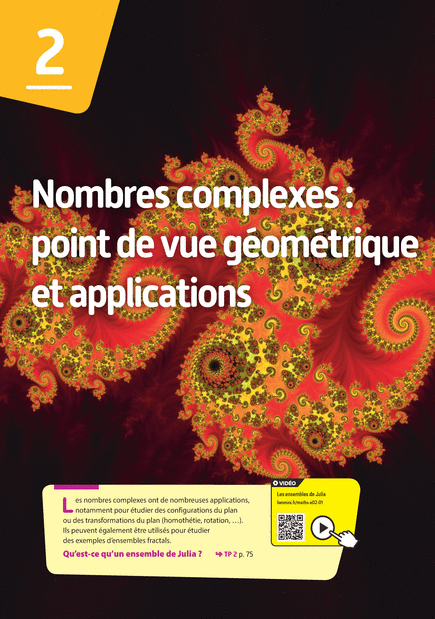 2
Nombres complexes :
point de vue géométrique
et applications
Les nombres complexes ont de nombreuses applications,
notamment pour étudier des configurations du plan
ou des transformations du plan (homothétie, rotation, …).
Ils peuvent également être utilisés pour étudier
des exemples d'ensembles fractals.
Qu'est-ce qu'un ensemble de Julia ? ↪ TP 2 p. 75
VIDÉO
Les ensembles de Julia
lienmini.fr/maths-e02-01